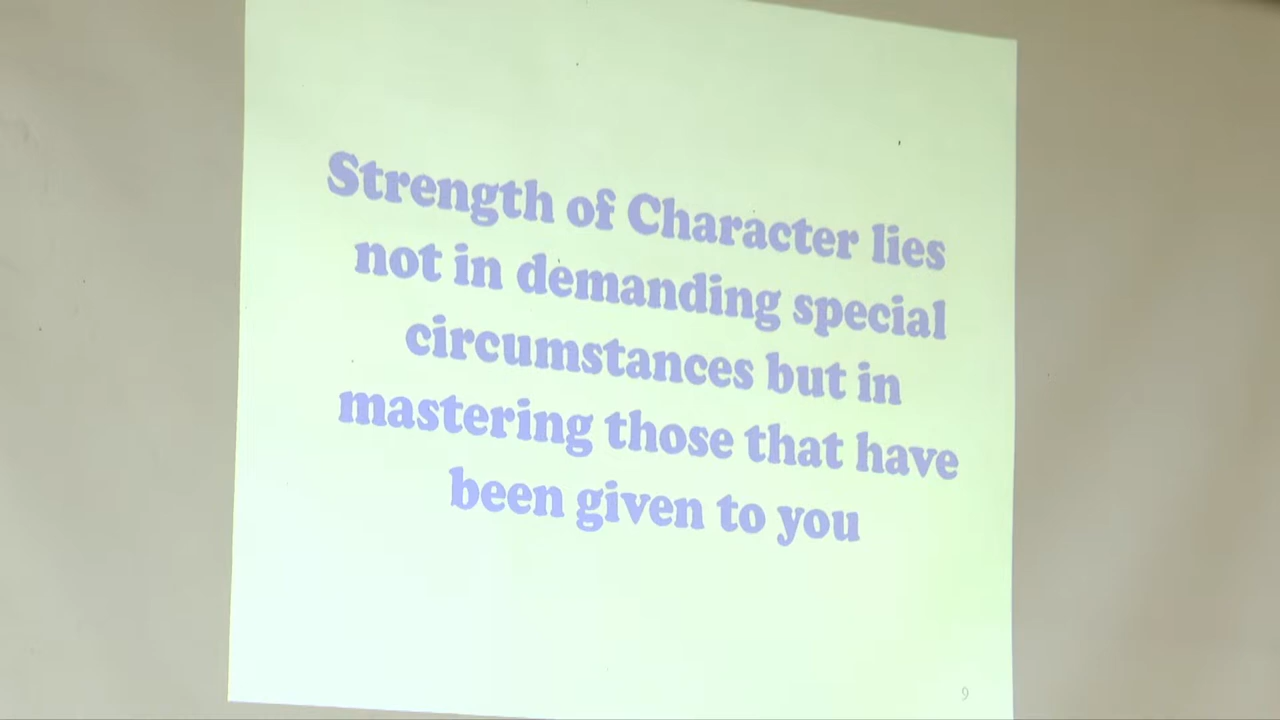 Strength of Character lies
not in demanding special
circumstances but in
mastering those that have
been given to you
9